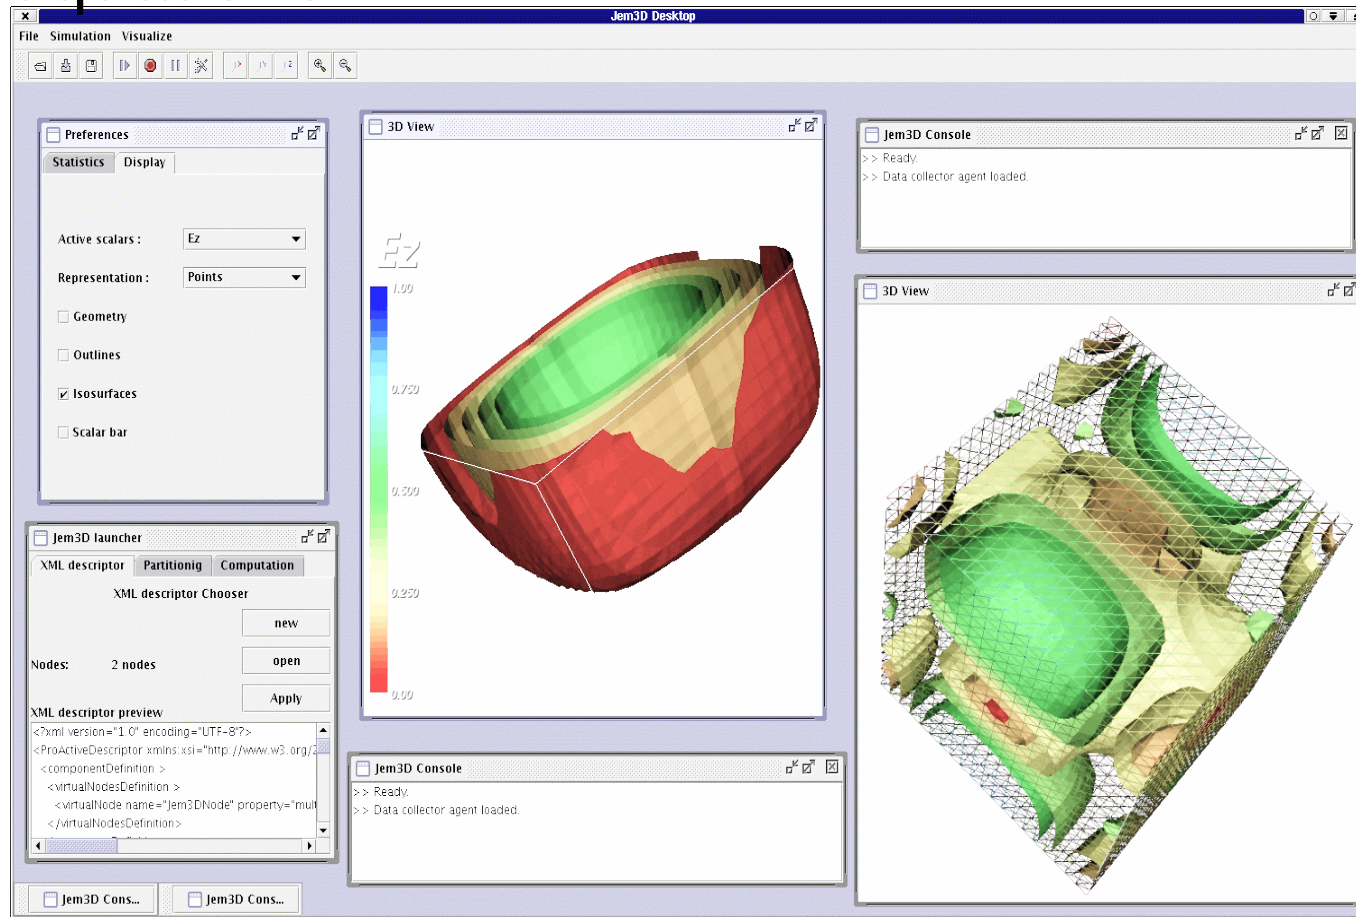 Jem3D Desktop
File Simulation Visualize
Preferences
Statistics Display
Active scalars : Ez
Representation : Points
Geometry
Outlines
Isosurfaces
Scalar bar
3D View
Ez
1.00
0.750
0.500
0.250
0.00
Jem3D Console
>> Ready.
>> Data collector agent loaded.
3D View
Jem3D launcher
XML descriptor Partitionig Computation
XML descriptor Chooser
new
Nodes: 2 nodes
open
Apply
XML descriptor preview
<?xml version="1.0" encoding="UTF-8"?>
<ProActiveDescriptor xmlns:xsi="http://www.w3.org/2
<componentDefinition >
<virtualNodesDefinition >
<virtualNode name="Jem3DNode" property="mult
</virtualNodesDefinition>
Jem3D Console
>> Ready.
>> Data collector agent loaded.
Jem3D Cons... Jem3D Cons...